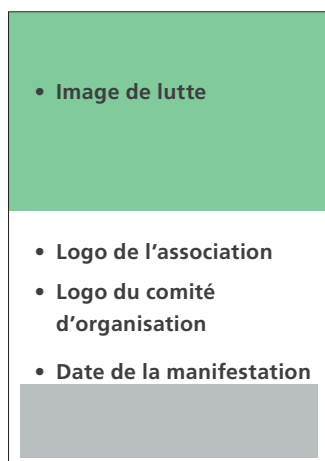 • Image de lutte
• Logo de l’association
• Logo du comité
d’organisation
• Date de la manifestation